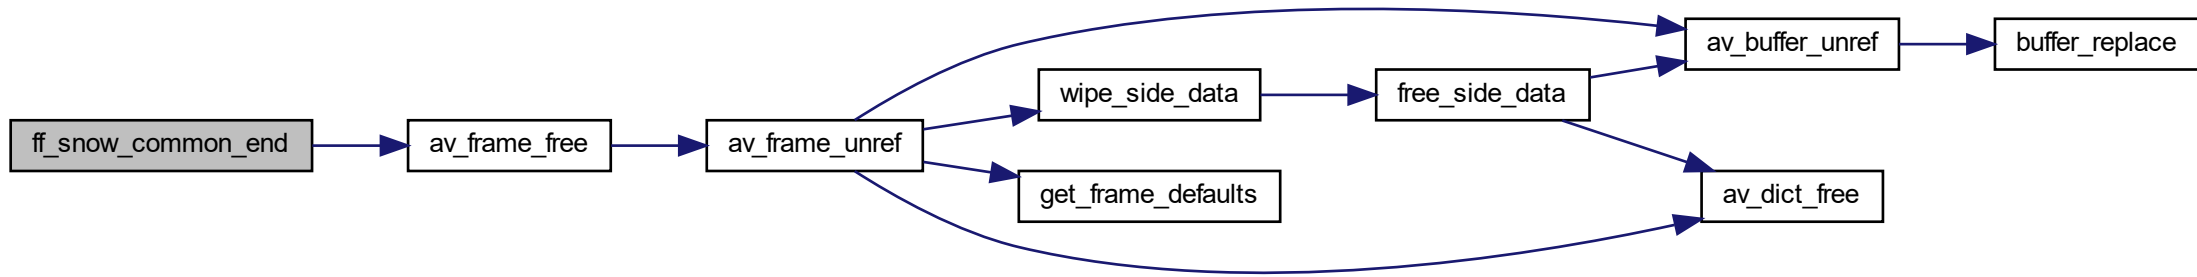 ff_snow_common_end
av_frame_free
av_frame_unref
wipe_side_data
get_frame_defaults
free_side_data
av_buffer_unref
av_dict_free
buffer_replace